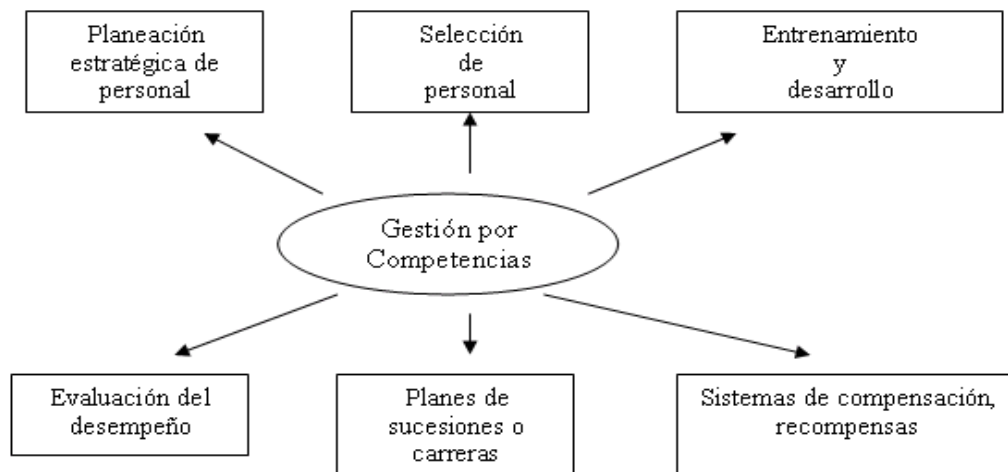 Planeación
estratégica de
personal
Selección
de
personal
Entrenamiento
y
desarrollo
Gestión por
Competencias
Evaluación del
desempeño
Planes de
sucesiones o
carreras
Sistemas de compensación,
recompensas